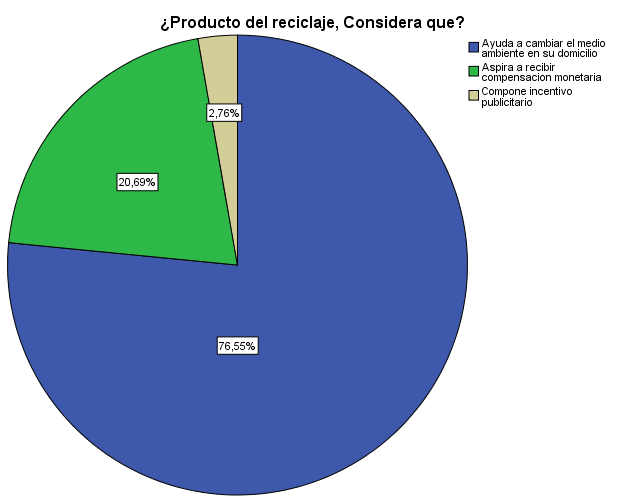 ¿Producto del reciclaje, Considera que?
Ayuda a cambiar el medio
ambiente en su domicilio
Aspira a recibir
compensacion monetaria
Compone incentivo
publicitario
2,76%
20,69%
76,55%